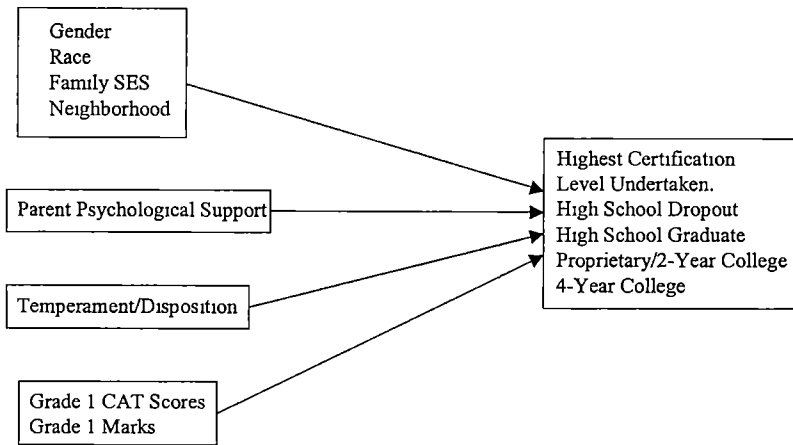 Gender
Race
Family SES
Neighborhood
Highest Certification
Level Undertaken.
High School Dropout
High School Graduate
Proprietary/2-Year College
4-Year College
Parent Psychological Support
Temperament/Disposition
Grade 1 CAT Scores
Grade 1 Marks